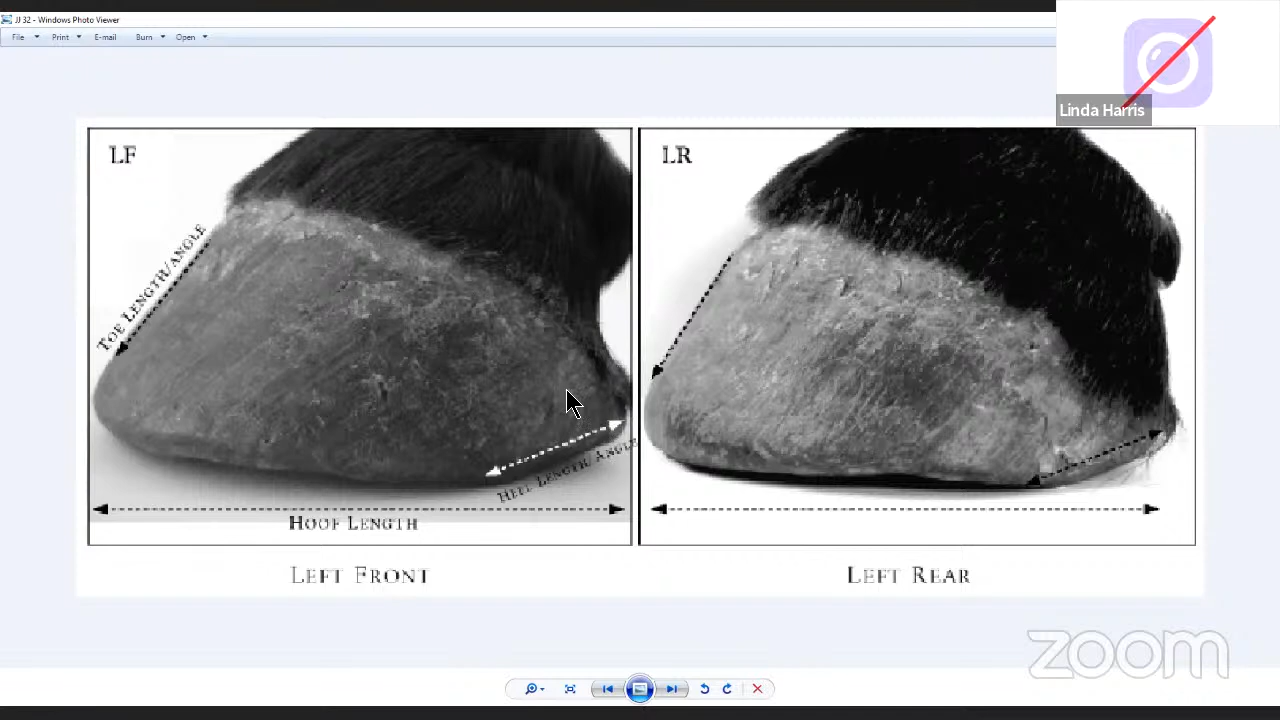 JJ 32 - Windows Photo Viewer
File Print E-mail Burn Open
Linda Harris
LF
LR
TOE LENGTH/ANGLE
HEEL LENGTH/ANGLE
HOOF LENGTH
LEFT FRONT
LEFT REAR
zoom